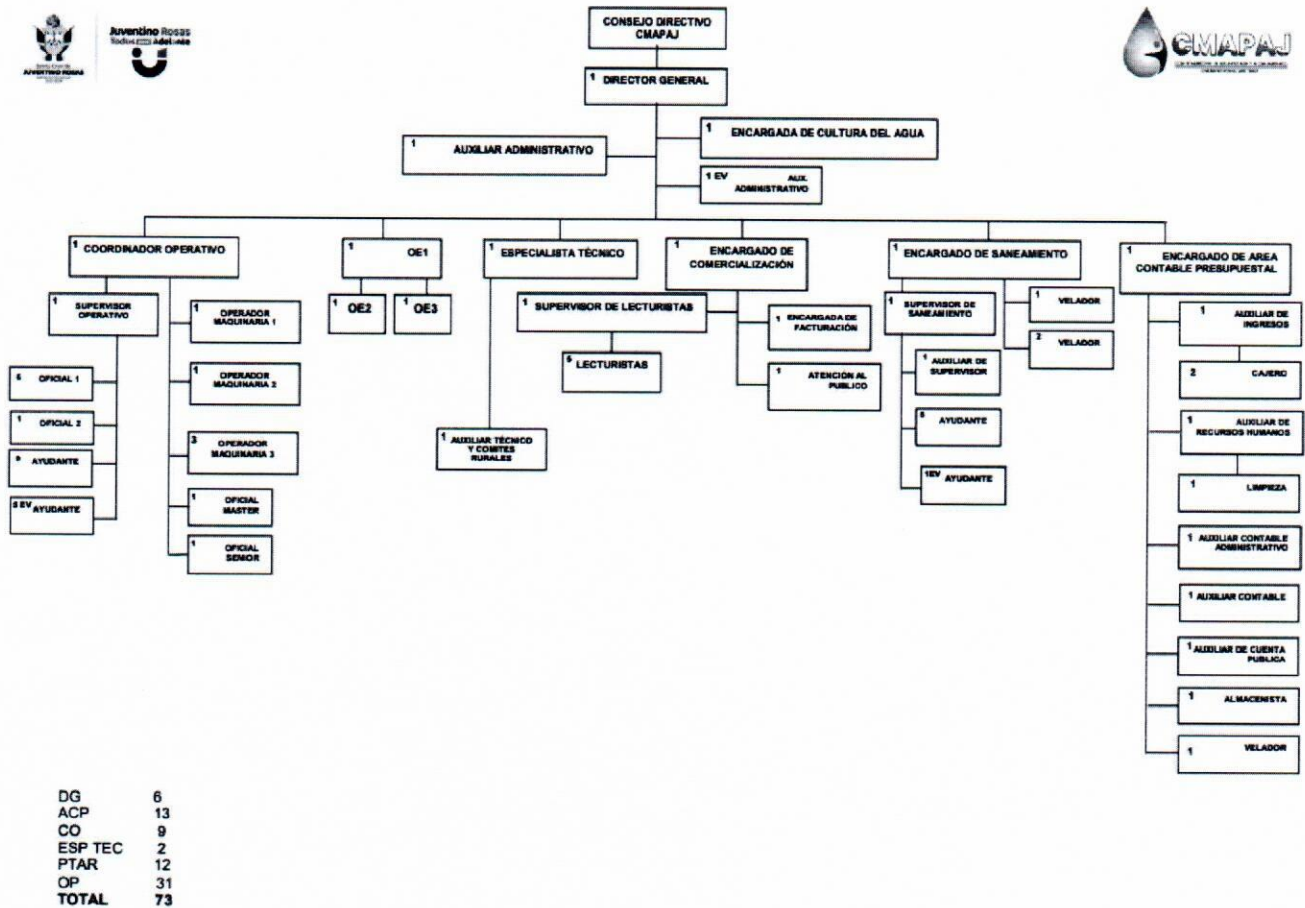 JUVENTINO ROSAS
Juventino Rosas
CMAPAJ
CONSEJO DIRECTIVO
CMAPAJ
1 DIRECTOR GENERAL
1 AUXILIAR ADMINISTRATIVO
1 ENCARGADA DE CULTURA DEL AGUA
1 EV AUX.
ADMINISTRATIVO
1 COORDINADOR OPERATIVO
1 SUPERVISOR
OPERATIVO
OFICIAL 1
1 OFICIAL 2
AYUDANTE
EV AYUDANTE
1 OPERADOR
MAQUINARIA 1
1 OPERADOR
MAQUINARIA 2
3 OPERADOR
MAQUINARIA 3
1 OFICIAL
MASTER
1 OFICIAL
SENIOR
1 OE1
1 OE2
1 OE3
1 ESPECIALISTA TÉCNICO
1 AUXILIAR TÉCNICO
Y COMITES
RURALES
1 ENCARGADO DE
COMERCIALIZACIÓN
1 SUPERVISOR DE LECTURISTAS
LECTURISTAS
1 ENCARGADA DE
FACTURACIÓN
1 ATENCIÓN AL
PUBLICO
1 ENCARGADO DE SANEAMIENTO
1 SUPERVISOR DE
SANEAMIENTO
1 AUXILIAR DE
SUPERVISOR
AYUDANTE
1EV AYUDANTE
1 VELADOR
2 VELADOR
1 ENCARGADO DE AREA
CONTABLE PRESUPUESTAL
1 AUXILIAR DE
INGRESOS
2 CAJERO
1 AUXILIAR DE
RECURSOS HUMANOS
1 LIMPIEZA
1 AUXILIAR CONTABLE
ADMINISTRATIVO
1 AUXILIAR CONTABLE
1 AUXILIAR DE CUENTA
PUBLICA
1 ALMACENISTA
1 VELADOR
DG 6
ACP 13
CO 9
ESP TEC 2
PTAR 12
OP 31
TOTAL 73